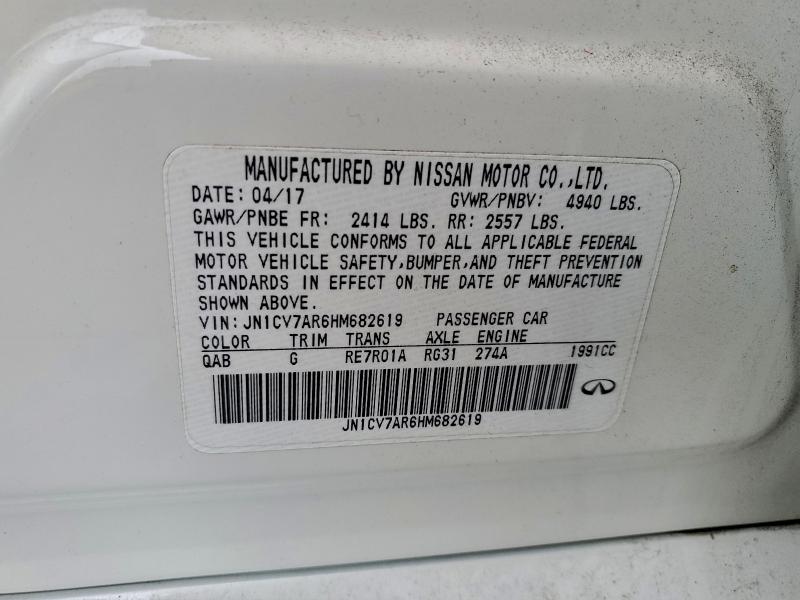 MANUFACTURED BY NISSAN MOTOR CO.,LTD.
DATE: 04/17 GVWR/PNBV: 4940 LBS.
GAWR/PNBE FR: 2414 LBS. RR: 2557 LBS.
THIS VEHICLE CONFORMS TO ALL APPLICABLE FEDERAL
MOTOR VEHICLE SAFETY,BUMPER,AND THEFT PREVENTION
STANDARDS IN EFFECT ON THE DATE OF MANUFACTURE
SHOWN ABOVE.
VIN:JN1CV7AR6HM682619 PASSENGER CAR
COLOR TRIM TRANS AXLE ENGINE
QAB G RE7R01A RG31 274A 1991CC
JN1CV7AR6HM682619